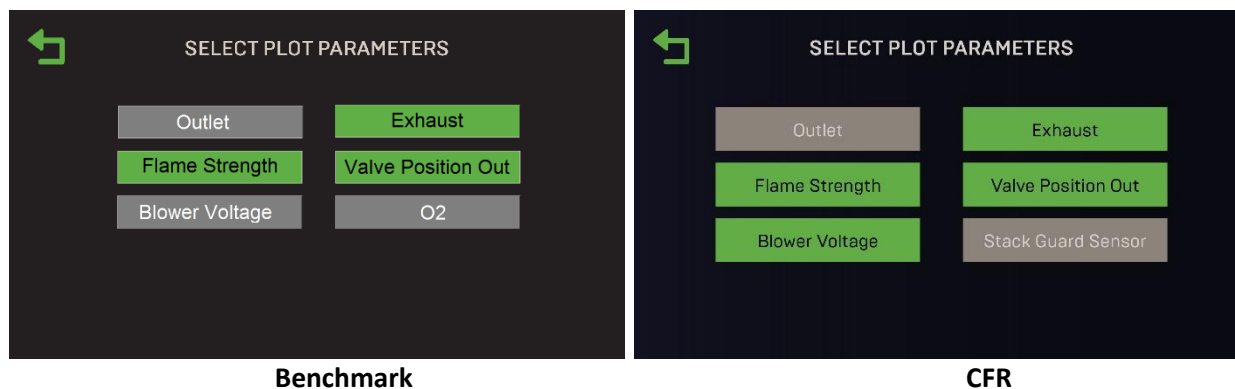 SELECT PLOT PARAMETERS
Outlet
Exhaust
Flame Strength
Valve Position Out
Blower Voltage
O2
Benchmark
SELECT PLOT PARAMETERS
Outlet
Exhaust
Flame Strength
Valve Position Out
Blower Voltage
Stack Guard Sensor
CFR